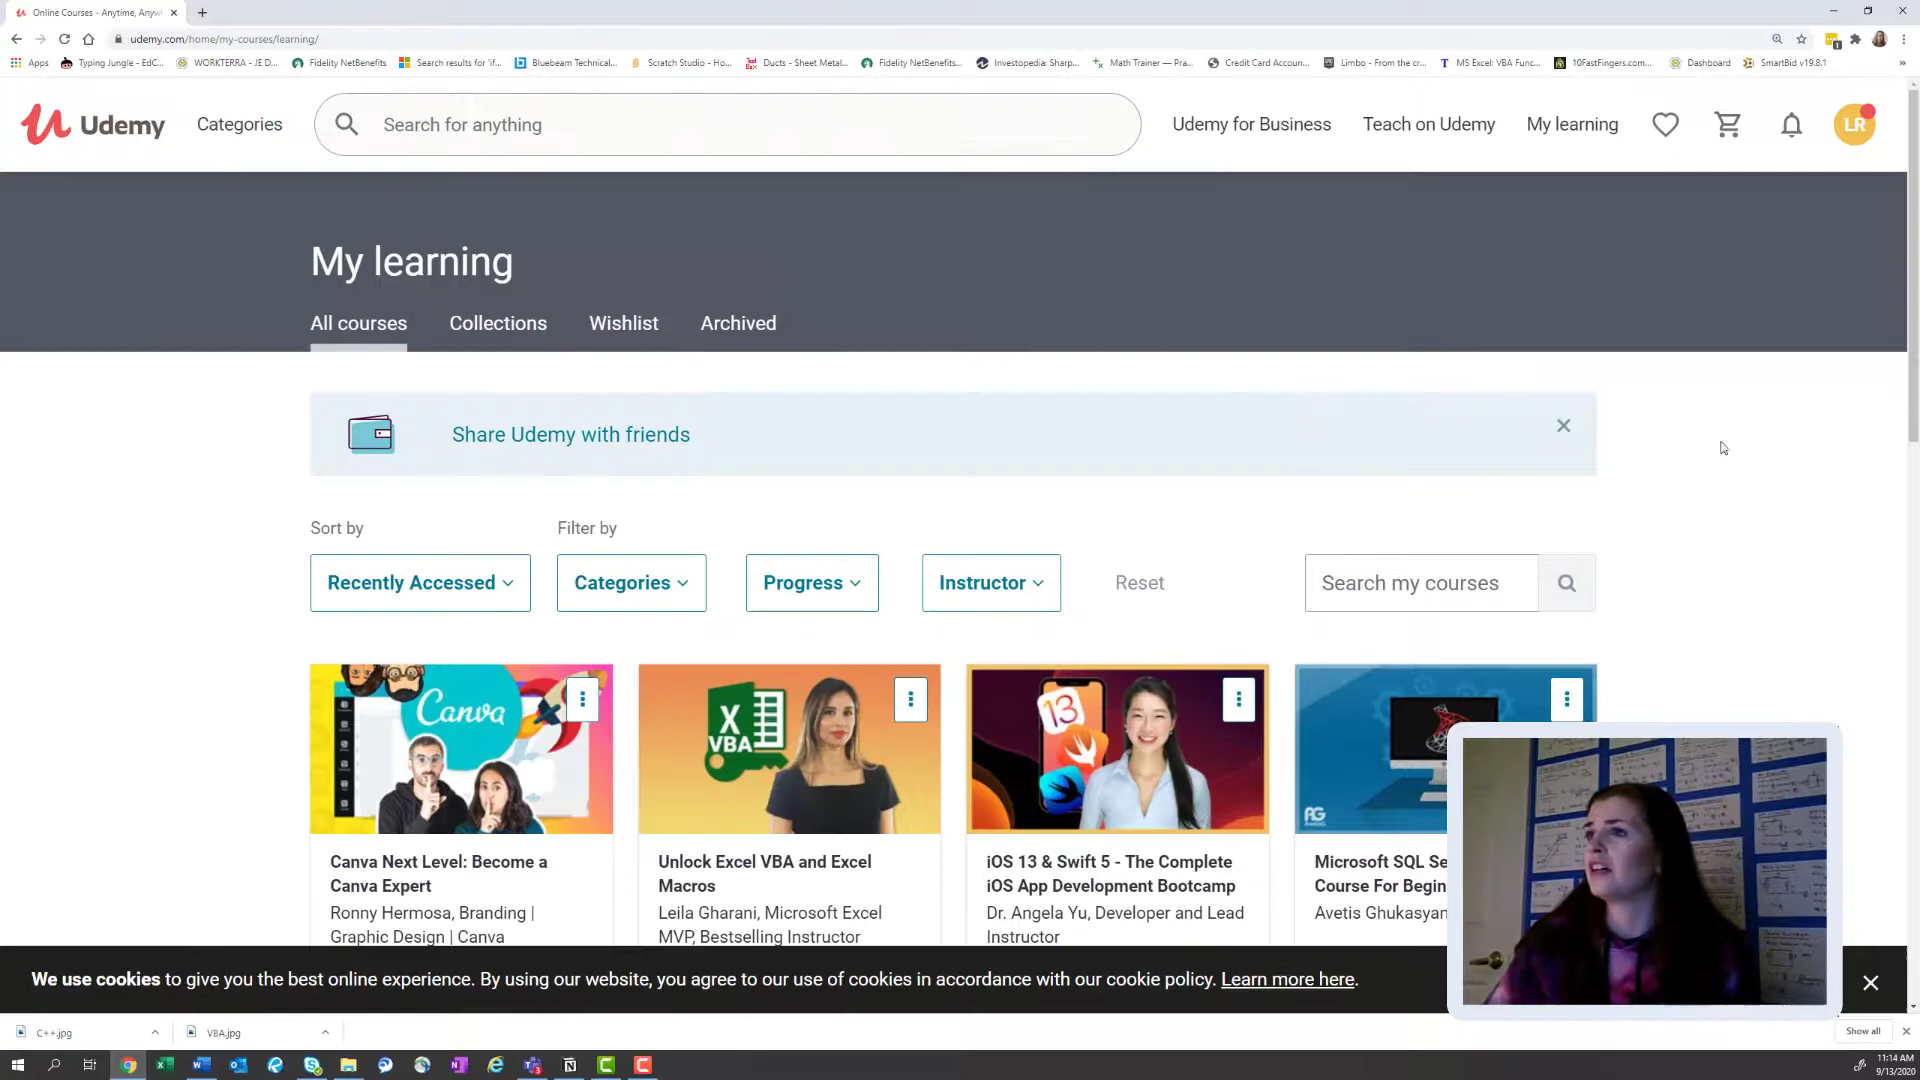 Online Courses - Anytime, Anywh
udemy.com/home/my-courses/learning/
Apps
Typing Jungle - EdC...
WORKTERRA - JE D...
Fidelity NetBenefits
Search results for 'if...
Bluebeam Technical...
Scratch Studio - Ho...
Ducts - Sheet Metal...
Fidelity NetBenefits...
Investopedia: Sharp...
Math Trainer — Pra...
Credit Card Accoun...
Limbo - From the cr...
MS Excel: VBA Func...
10FastFingers.com...
Dashboard
SmartBid v19.8.1
Udemy
Categories
Search for anything
Udemy for Business
Teach on Udemy
My learning
LR
My learning
All courses
Collections
Wishlist
Archived
Share Udemy with friends
Sort by
Filter by
Recently Accessed
Categories
Progress
Instructor
Reset
Search my courses
Canva
X
VBA
13
AG
Canva Next Level: Become a
Canva Expert
Ronny Hermosa, Branding |
Graphic Design | Canva
Unlock Excel VBA and Excel
Macros
Leila Gharani, Microsoft Excel
MVP, Bestselling Instructor
iOS 13 & Swift 5 - The Complete
iOS App Development Bootcamp
Dr. Angela Yu, Developer and Lead
Instructor
Microsoft SQL Se
Course For Begin
Avetis Ghukasyan
We use cookies to give you the best online experience. By using our website, you agree to our use of cookies in accordance with our cookie policy. Learn more here.
C++.jpg
VBA.jpg
Show all
11:14 AM
9/13/2020